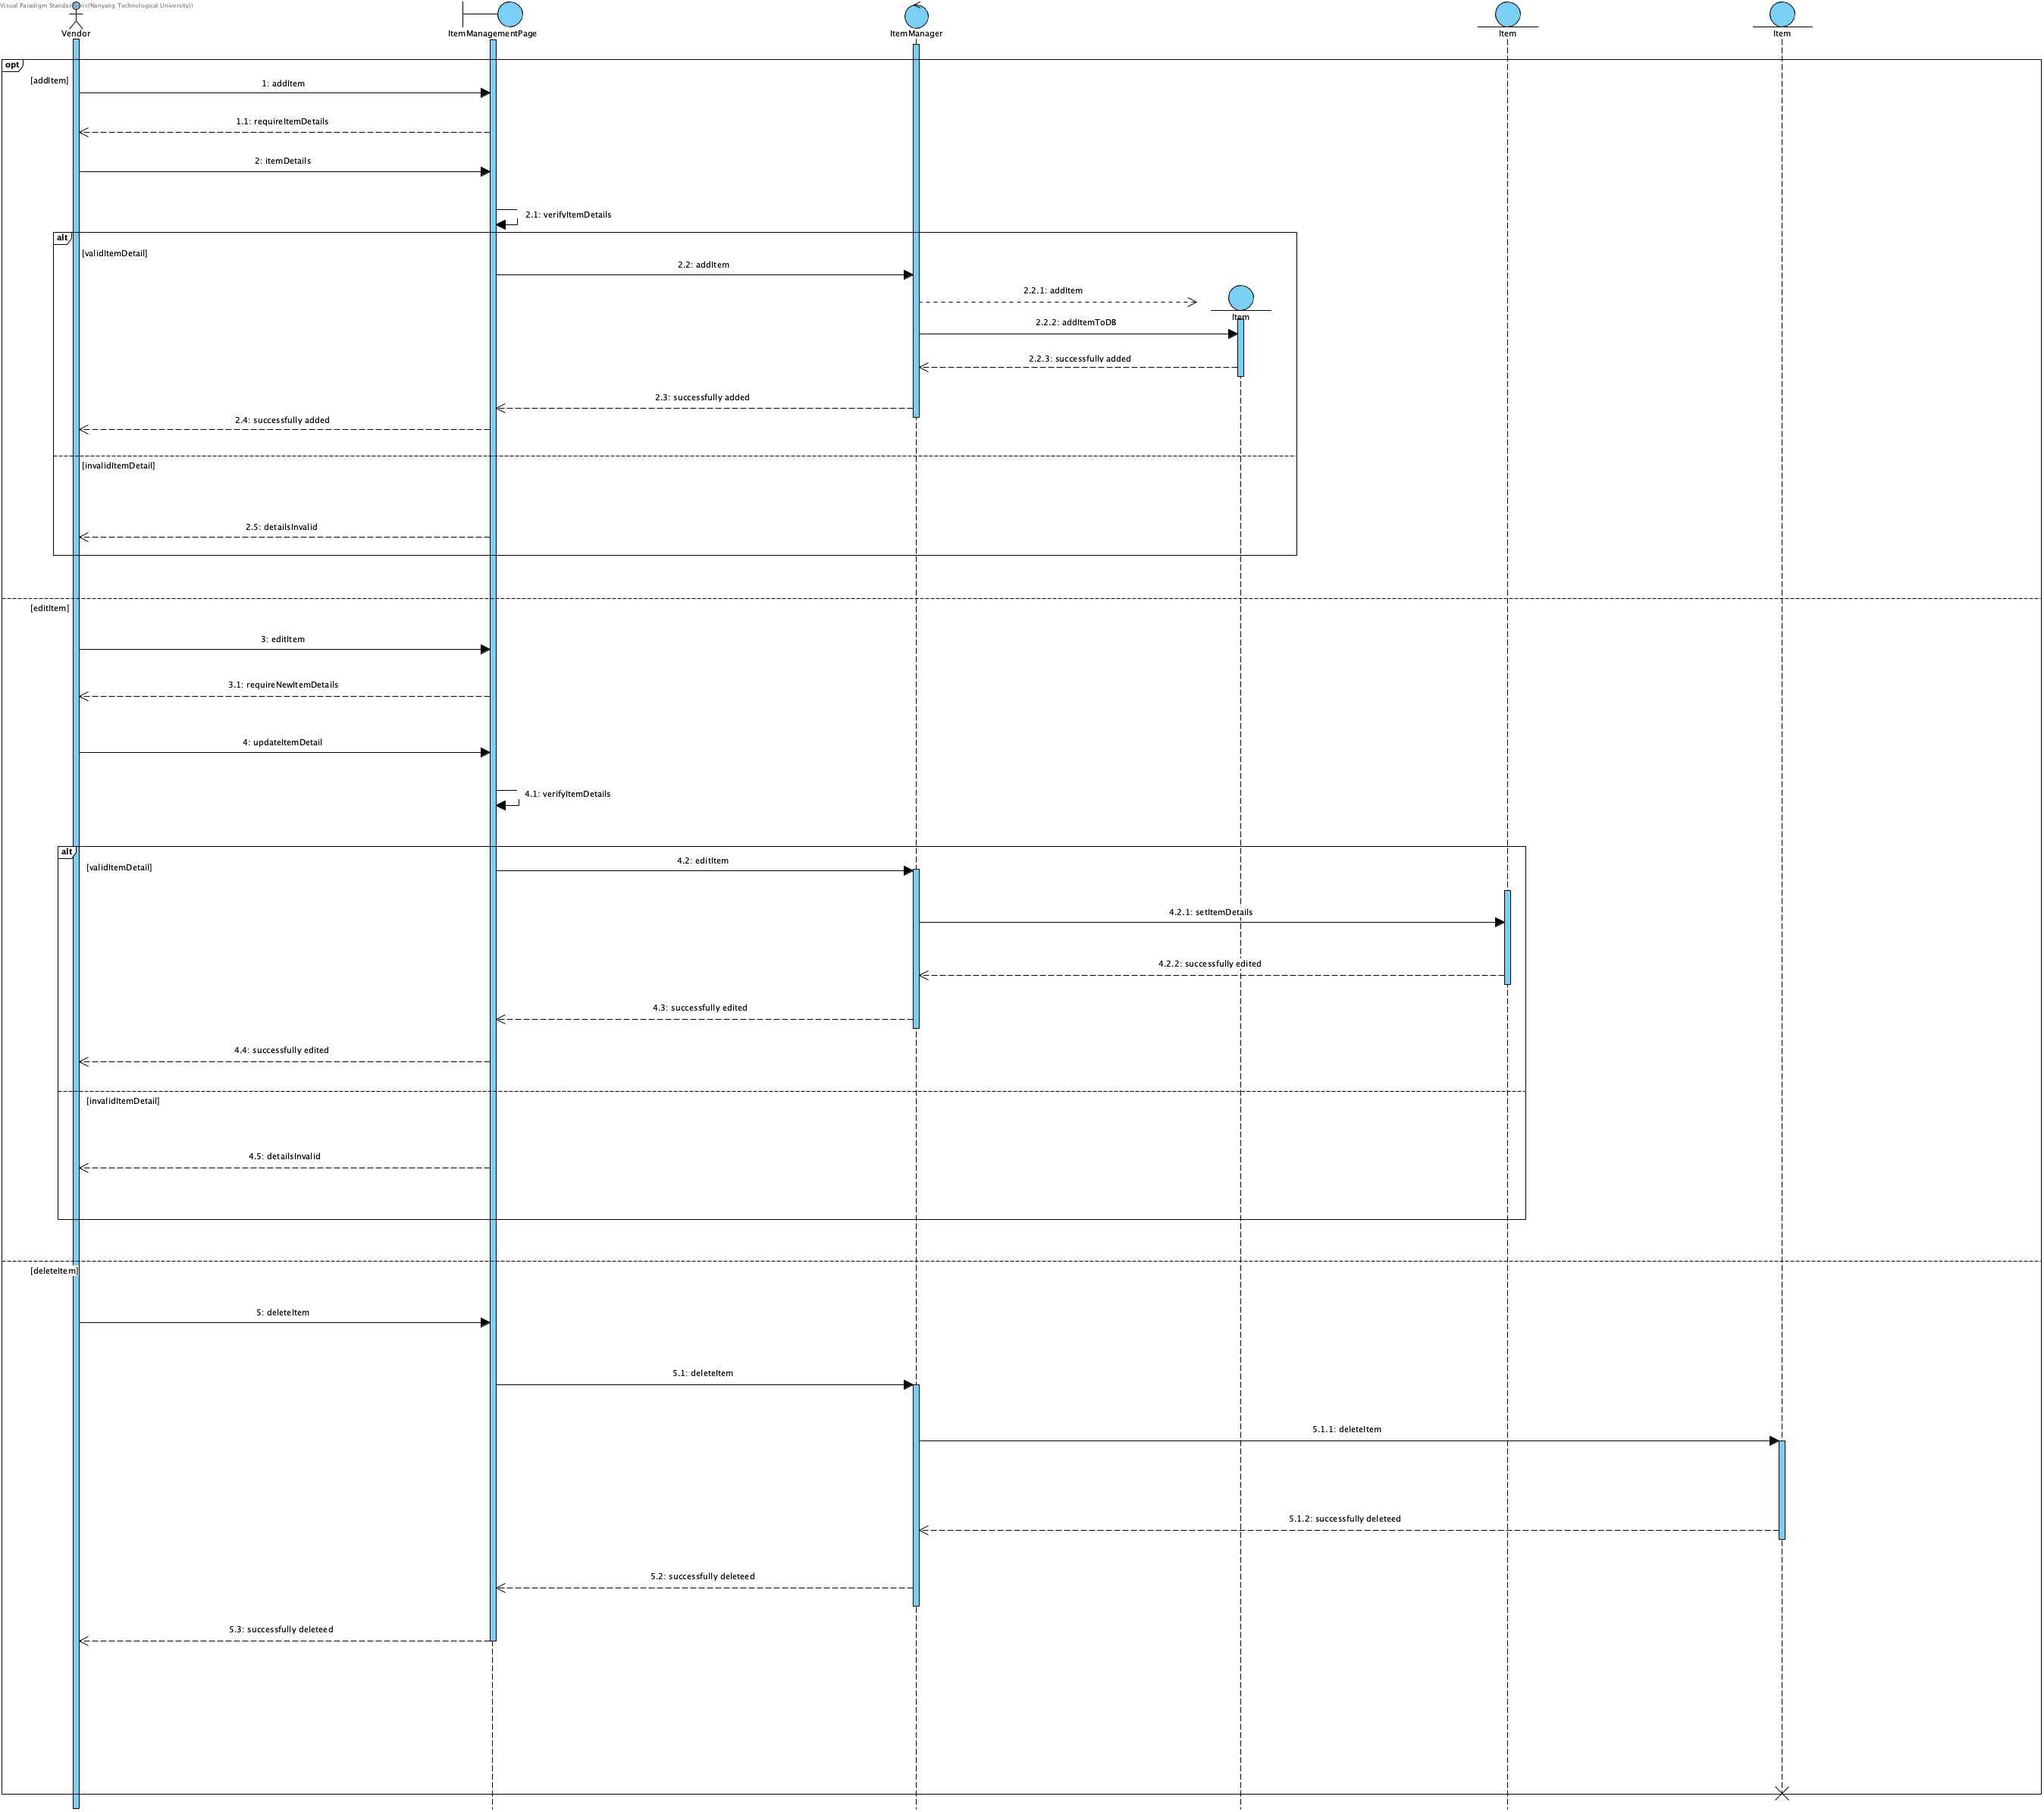 Visual Paradigm Standard(eric(Nanyang Technological University))
Vendor
ItemManagementPage
ItemManager
Item
Item
opt
[addItem]
1: addItem
1.1: requireItemDetails
2: itemDetails
2.1: verifyItemDetails
alt
[validItemDetail]
2.2: addItem
2.2.1: addItem
Item
2.2.2: addItemToDB
2.2.3: successfully added
2.3: successfully added
2.4: successfully added
[invalidItemDetail]
2.5: detailsInvalid
[editItem]
3: editItem
3.1: requireNewItemDetails
4: updateItemDetail
4.1: verifyItemDetails
alt
[validItemDetail]
4.2: editItem
4.2.1: setItemDetails
4.2.2: successfully edited
4.3: successfully edited
4.4: successfully edited
[invalidItemDetail]
4.5: detailsInvalid
[deleteItem]
5: deleteItem
5.1: deleteItem
5.1.1: deleteItem
5.1.2: successfully deleteed
5.2: successfully deleteed
5.3: successfully deleteed